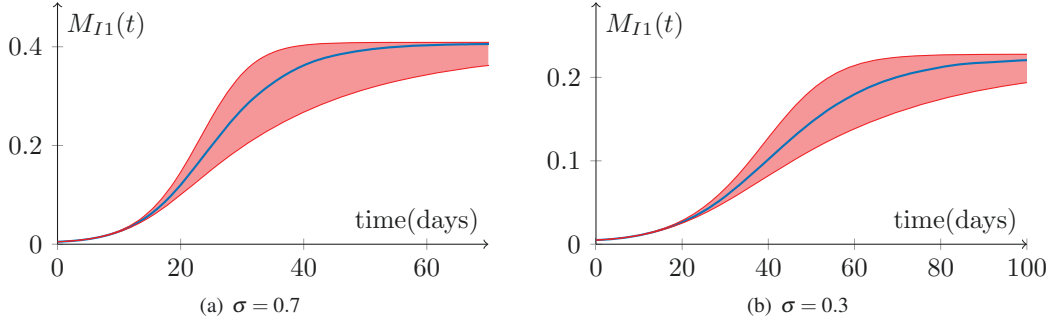 M_{I1}(t)
0.4
0.2
0
time(days)
0 20 40 60
(a) σ = 0.7
M_{I1}(t)
0.2
0.1
0
time(days)
0 20 40 60 80 100
(b) σ = 0.3